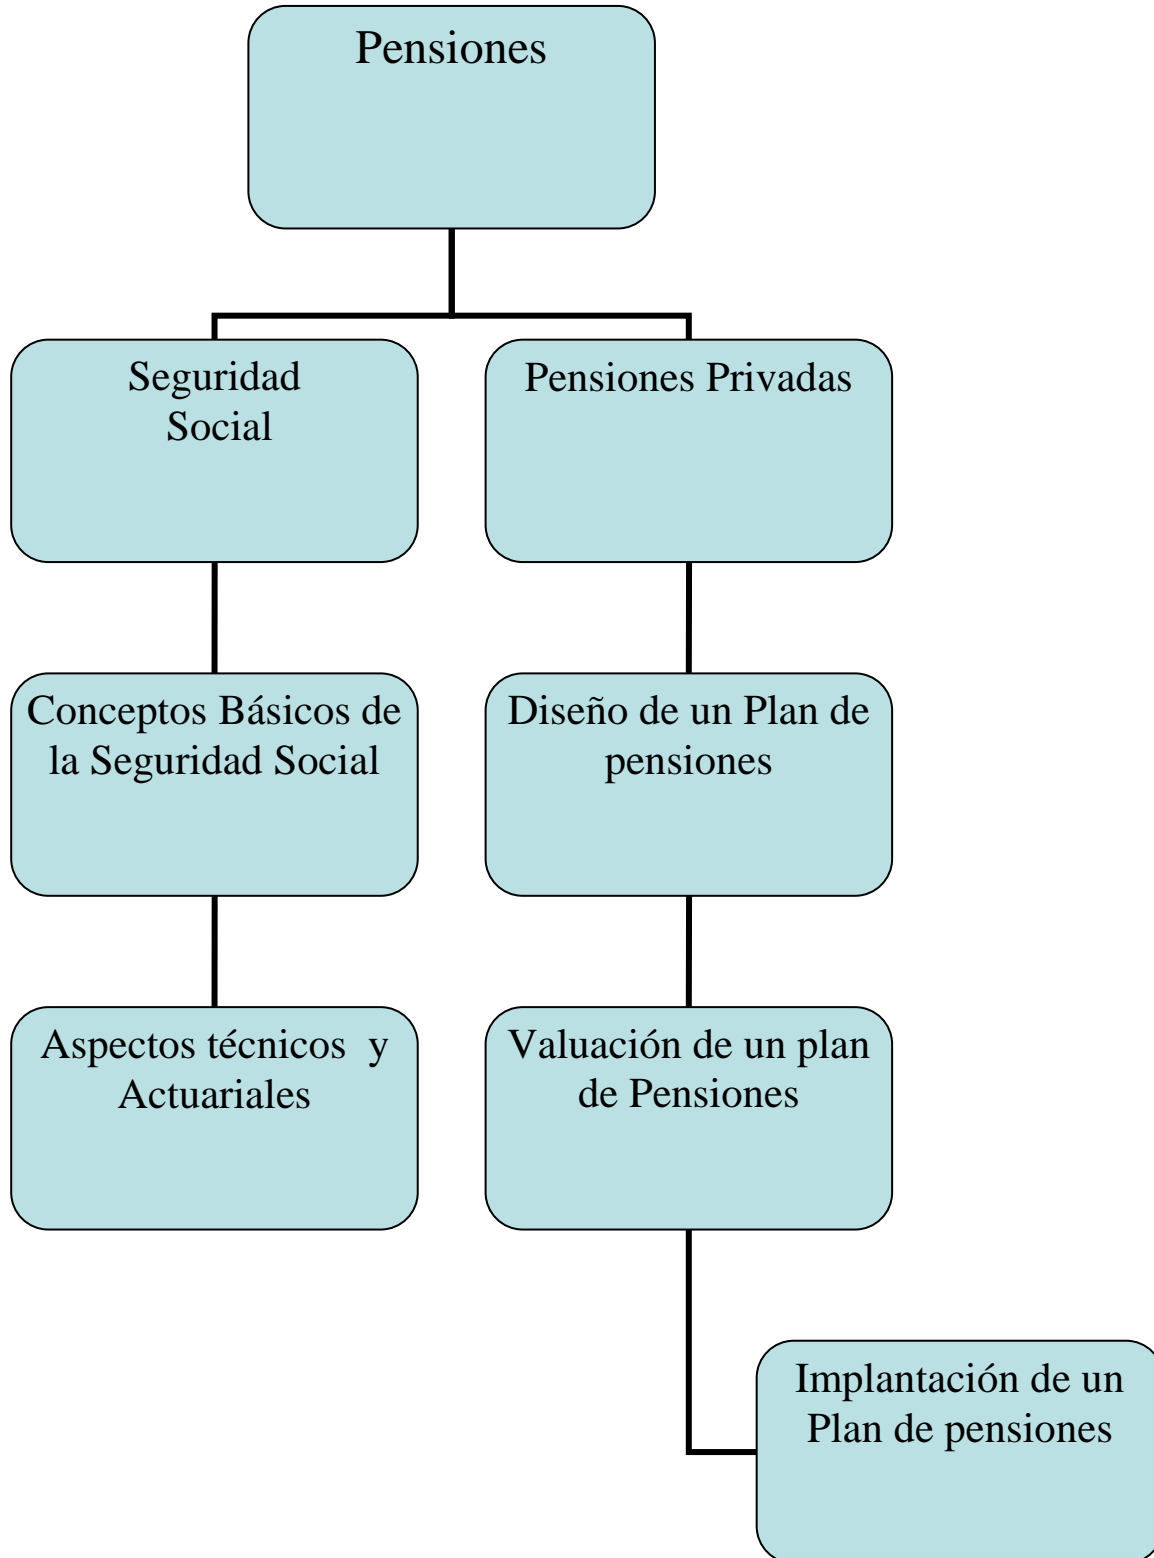 Pensiones
Seguridad
Social
Pensiones Privadas
Conceptos Básicos de
la Seguridad Social
Diseño de un Plan de
pensiones
Aspectos técnicos  y
Actuariales
Valuación de un plan
de Pensiones
Implantación de un
Plan de pensiones